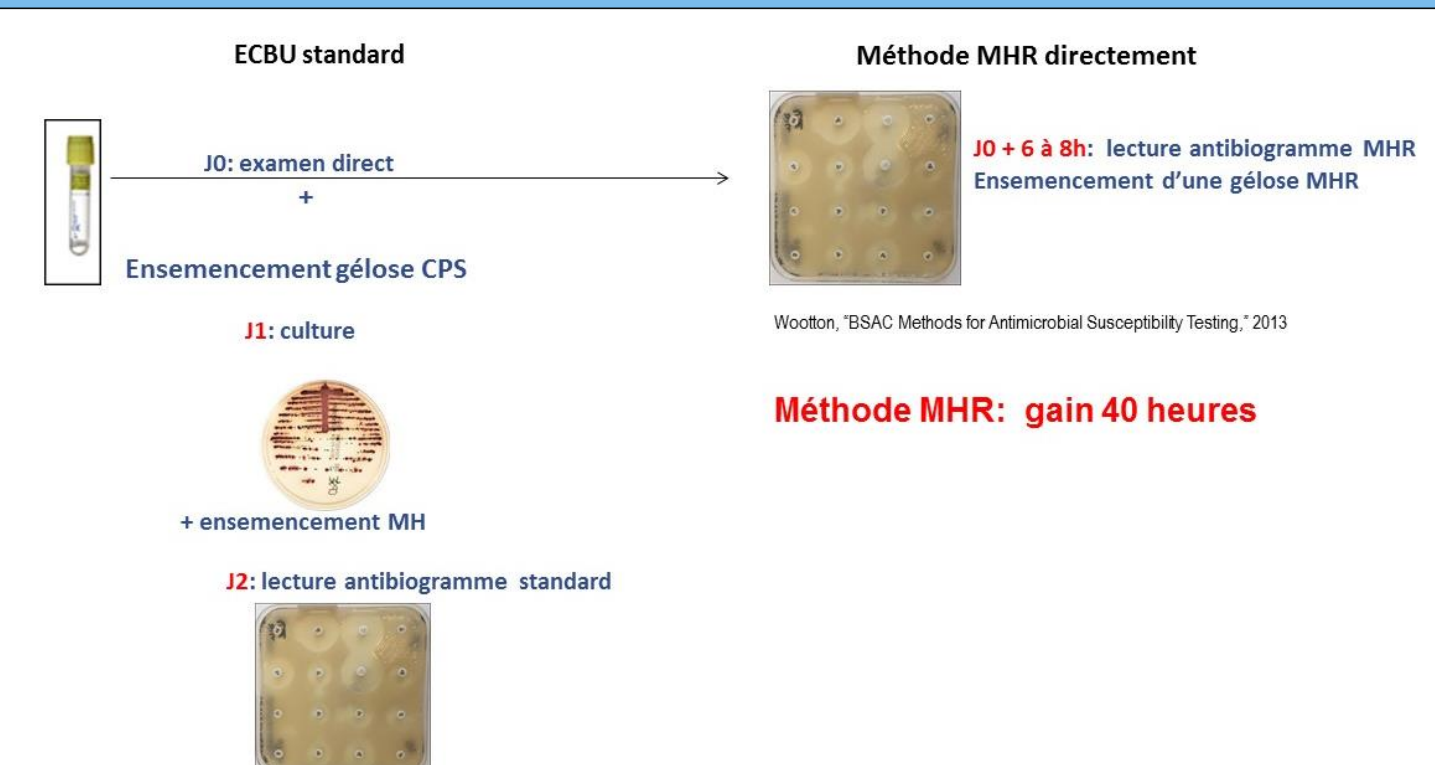 ECBU standard
J0: examen direct
+
Ensemencement gélose CPS
J1: culture
+ ensemencement MH
J2: lecture antibiogramme standard
Méthode MHR directement
J0 + 6 à 8h: lecture antibiogramme MHR
Ensemencement d'une gélose MHR
Wootton, "BSAC Methods for Antimicrobial Susceptibility Testing," 2013
Méthode MHR: gain 40 heures